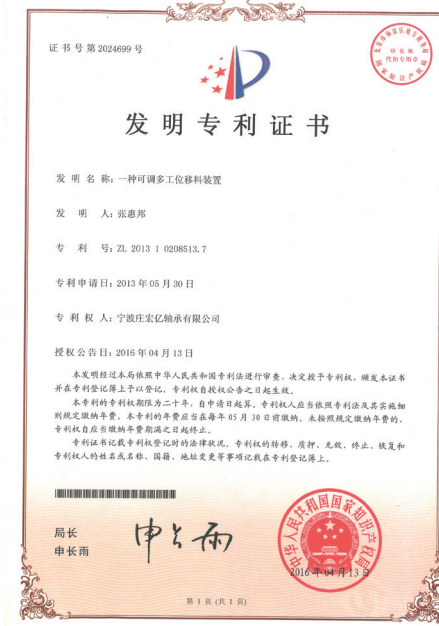 证书号第2024699号
印花税
代扣专用章
国家知识产权局
发明专利证书
发 明 名 称：一种可调多工位移料装置
发 明 人：张惠邦
专 利 号：ZL 2013 1 0208513.7
专利申请日：2013年05月30日
专 利 权 人：宁波庄宏亿轴承有限公司
授权公告日：2016年04月13日
本发明经过本局依照中华人民共和国专利法进行审查，决定授予专利权，颁发本证书
并在专利登记簿上予以登记。专利权自授权公告之日起生效。
本专利的专利权期限为二十年，自申请日起算。专利权人应当依照专利法及其实施细
则规定缴纳年费。本专利的年费应当在每年05月30日前缴纳。未按照规定缴纳年费的，
专利权自应当缴纳年费期满之日起终止。
专利证书记载专利权登记时的法律状况。专利权的转移、质押、无效、终止、恢复和
专利权人的姓名或名称、国籍、地址变更等事项记载在专利登记簿上。
局长
申长雨
申长雨
中华人民共和国国家知识产权局
2016年04月13日
第1页(共1页)